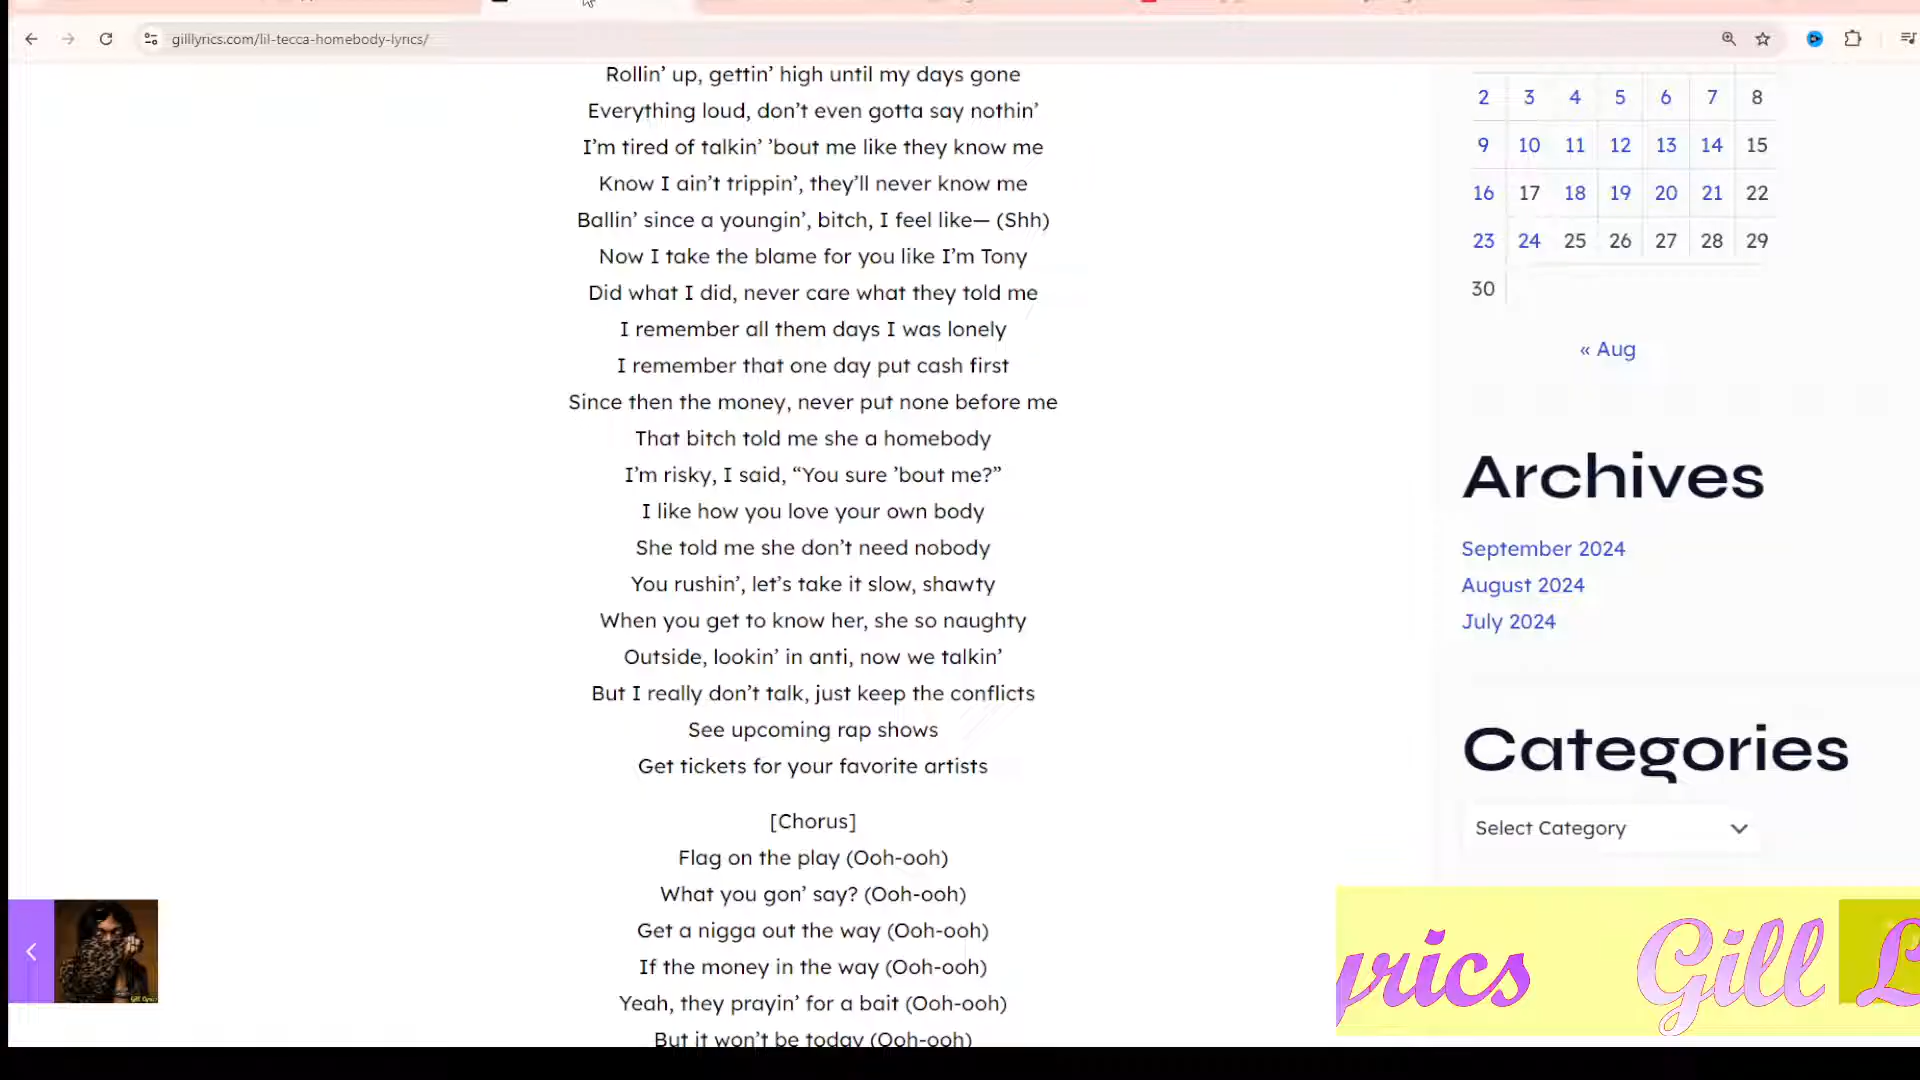 gilllyrics.com/lil-tecca-homebody-lyrics/
Rollin’ up, gettin’ high until my days gone
Everything loud, don’t even gotta say nothin’
I’m tired of talkin’ ’bout me like they know me
Know I ain’t trippin’, they’ll never know me
Ballin’ since a youngin’, bitch, I feel like— (Shh)
Now I take the blame for you like I’m Tony
Did what I did, never care what they told me
I remember all them days I was lonely
I remember that one day put cash first
Since then the money, never put none before me
That bitch told me she a homebody
I’m risky, I said, “You sure ’bout me?”
I like how you love your own body
She told me she don’t need nobody
You rushin’, let’s take it slow, shawty
When you get to know her, she so naughty
Outside, lookin’ in anti, now we talkin’
But I really don’t talk, just keep the conflicts
See upcoming rap shows
Get tickets for your favorite artists
[Chorus]
Flag on the play (Ooh-ooh)
What you gon’ say? (Ooh-ooh)
Get a nigga out the way (Ooh-ooh)
If the money in the way (Ooh-ooh)
Yeah, they prayin’ for a bait (Ooh-ooh)
But it won’t be today (Ooh-ooh)
2 3 4 5 6 7 8
9 10 11 12 13 14 15
16 17 18 19 20 21 22
23 24 25 26 27 28 29
30
« Aug
Archives
September 2024
August 2024
July 2024
Categories
Select Category
yrics Gill L